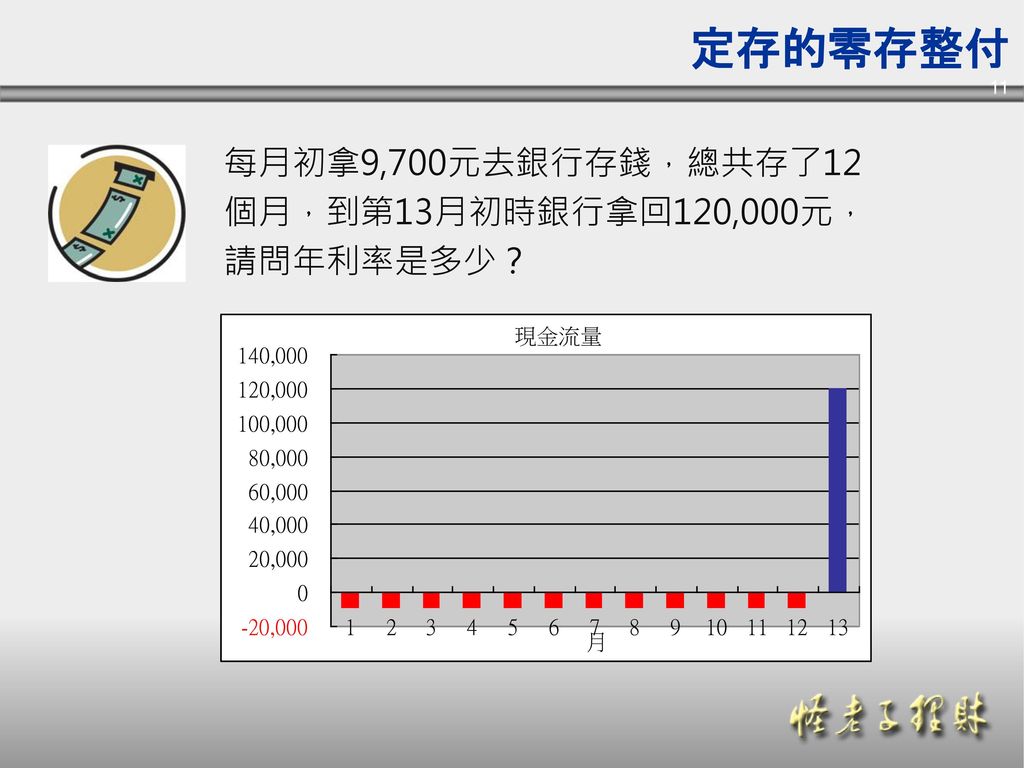 定存的零存整付
11
每月初拿9,700元去銀行存錢，總共存了12
個月，到第13月初時銀行拿回120,000元，
請問年利率是多少？
現金流量
140,000
120,000
100,000
80,000
60,000
40,000
20,000
0
-20,000
1 2 3 4 5 6 7 8 9 10 11 12 13
月
怪老子理財